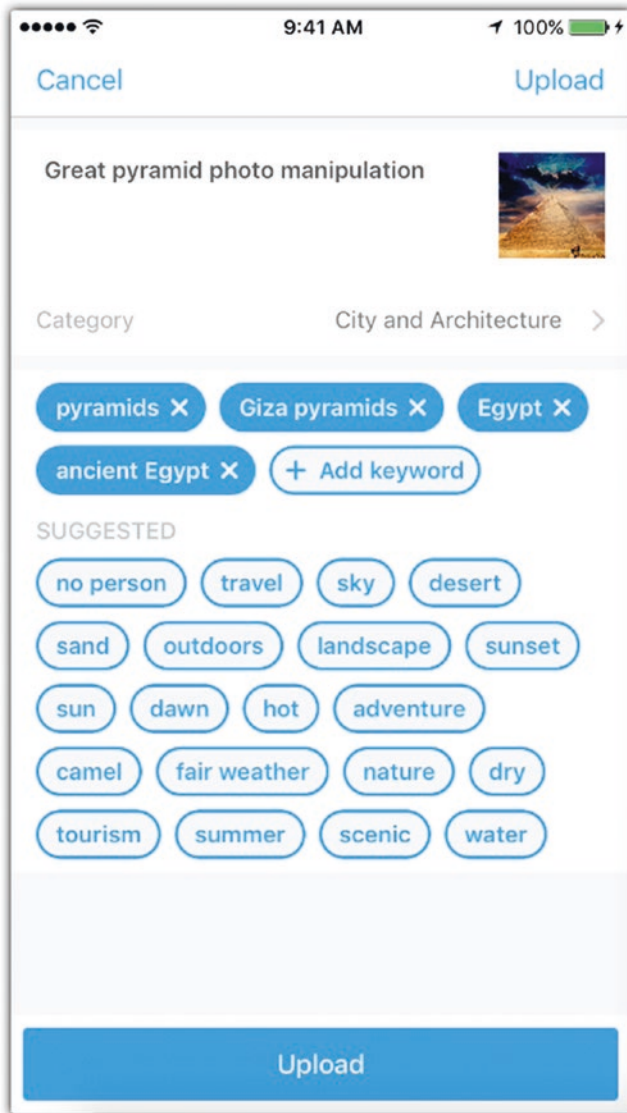 9:41 AM 100%
Cancel Upload
Great pyramid photo manipulation
Category City and Architecture
pyramids × Giza pyramids × Egypt ×
ancient Egypt × + Add keyword
SUGGESTED
no person travel sky desert
sand outdoors landscape sunset
sun dawn hot adventure
camel fair weather nature dry
tourism summer scenic water
Upload